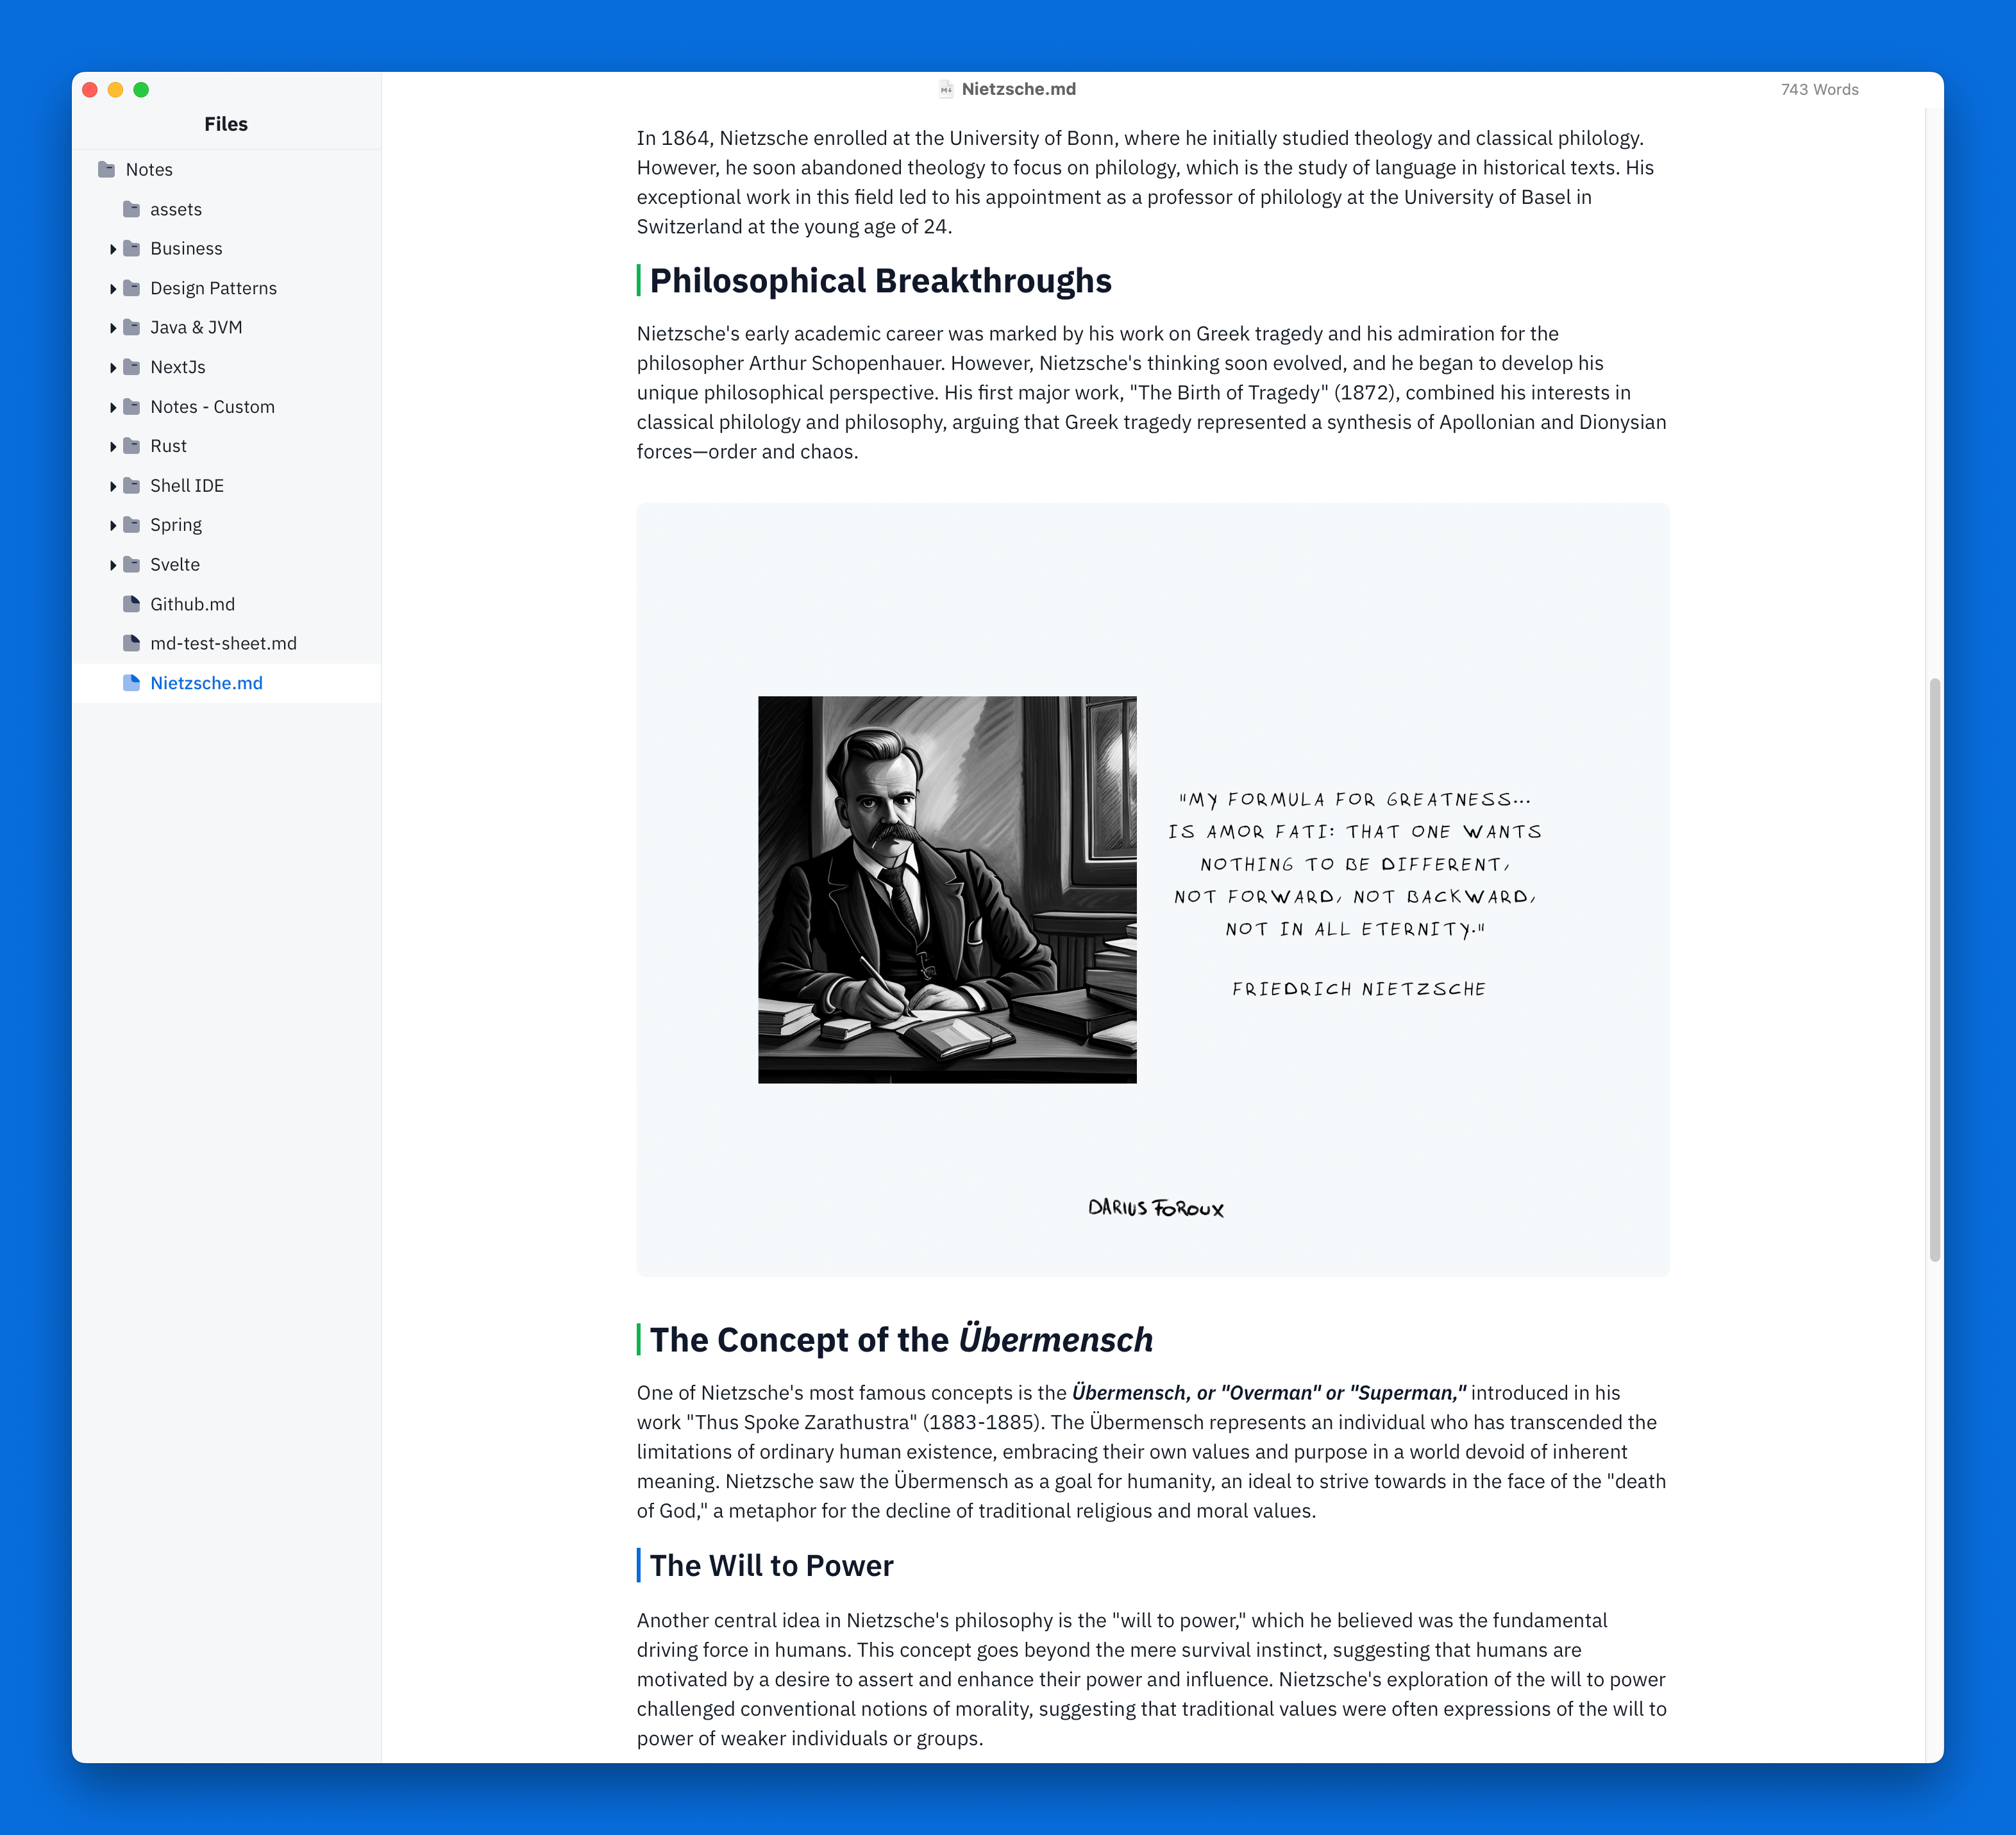 Nietzsche.md
743 Words
Files
Notes
assets
Business
Design Patterns
Java & JVM
NextJs
Notes - Custom
Rust
Shell IDE
Spring
Svelte
Github.md
md-test-sheet.md
Nietzsche.md
In 1864, Nietzsche enrolled at the University of Bonn, where he initially studied theology and classical philology.
However, he soon abandoned theology to focus on philology, which is the study of language in historical texts. His
exceptional work in this field led to his appointment as a professor of philology at the University of Basel in
Switzerland at the young age of 24.
Philosophical Breakthroughs
Nietzsche's early academic career was marked by his work on Greek tragedy and his admiration for the
philosopher Arthur Schopenhauer. However, Nietzsche's thinking soon evolved, and he began to develop his
unique philosophical perspective. His first major work, "The Birth of Tragedy" (1872), combined his interests in
classical philology and philosophy, arguing that Greek tragedy represented a synthesis of Apollonian and Dionysian
forces—order and chaos.
"MY FORMULA FOR GREATNESS...
IS AMOR FATI: THAT ONE WANTS
NOTHING TO BE DIFFERENT,
NOT FORWARD, NOT BACKWARD,
NOT IN ALL ETERNITY."
FRIEDRICH NIETZSCHE
DARIUS FOROUX
The Concept of the Übermensch
One of Nietzsche's most famous concepts is the Übermensch, or "Overman" or "Superman," introduced in his
work "Thus Spoke Zarathustra" (1883-1885). The Übermensch represents an individual who has transcended the
limitations of ordinary human existence, embracing their own values and purpose in a world devoid of inherent
meaning. Nietzsche saw the Übermensch as a goal for humanity, an ideal to strive towards in the face of the "death
of God," a metaphor for the decline of traditional religious and moral values.
The Will to Power
Another central idea in Nietzsche's philosophy is the "will to power," which he believed was the fundamental
driving force in humans. This concept goes beyond the mere survival instinct, suggesting that humans are
motivated by a desire to assert and enhance their power and influence. Nietzsche's exploration of the will to power
challenged conventional notions of morality, suggesting that traditional values were often expressions of the will to
power of weaker individuals or groups.